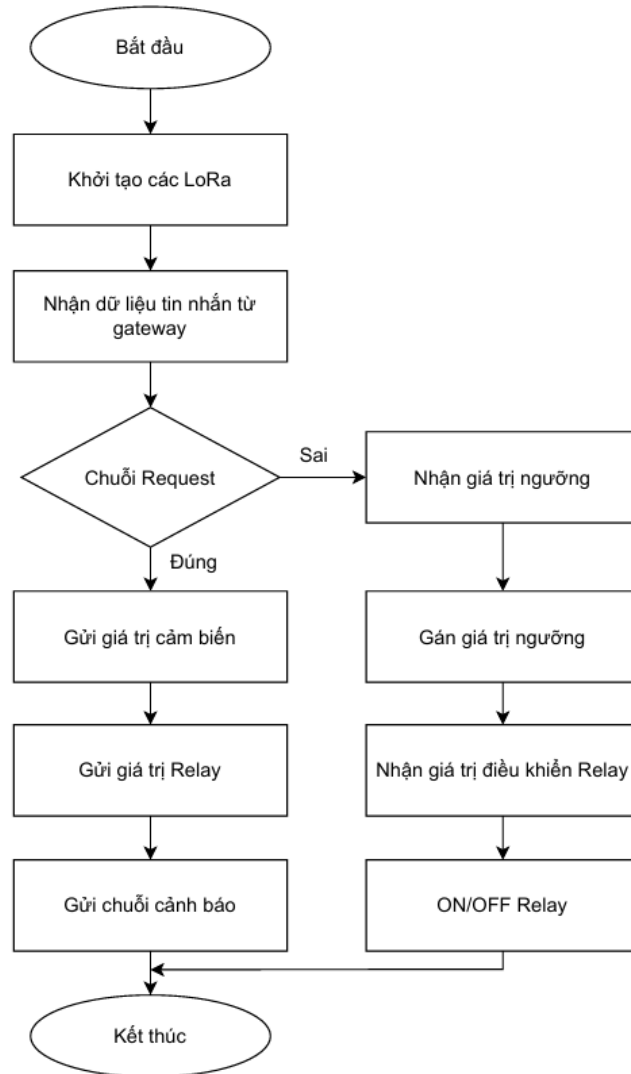 Bắt đầu
Khởi tạo các LoRa
Nhận dữ liệu tin nhắn từ
gateway
Chuỗi Request
Sai
Nhận giá trị ngưỡng
Đúng
Gửi giá trị cảm biến
Gán giá trị ngưỡng
Gửi giá trị Relay
Nhận giá trị điều khiển Relay
Gửi chuỗi cảnh báo
ON/OFF Relay
Kết thúc